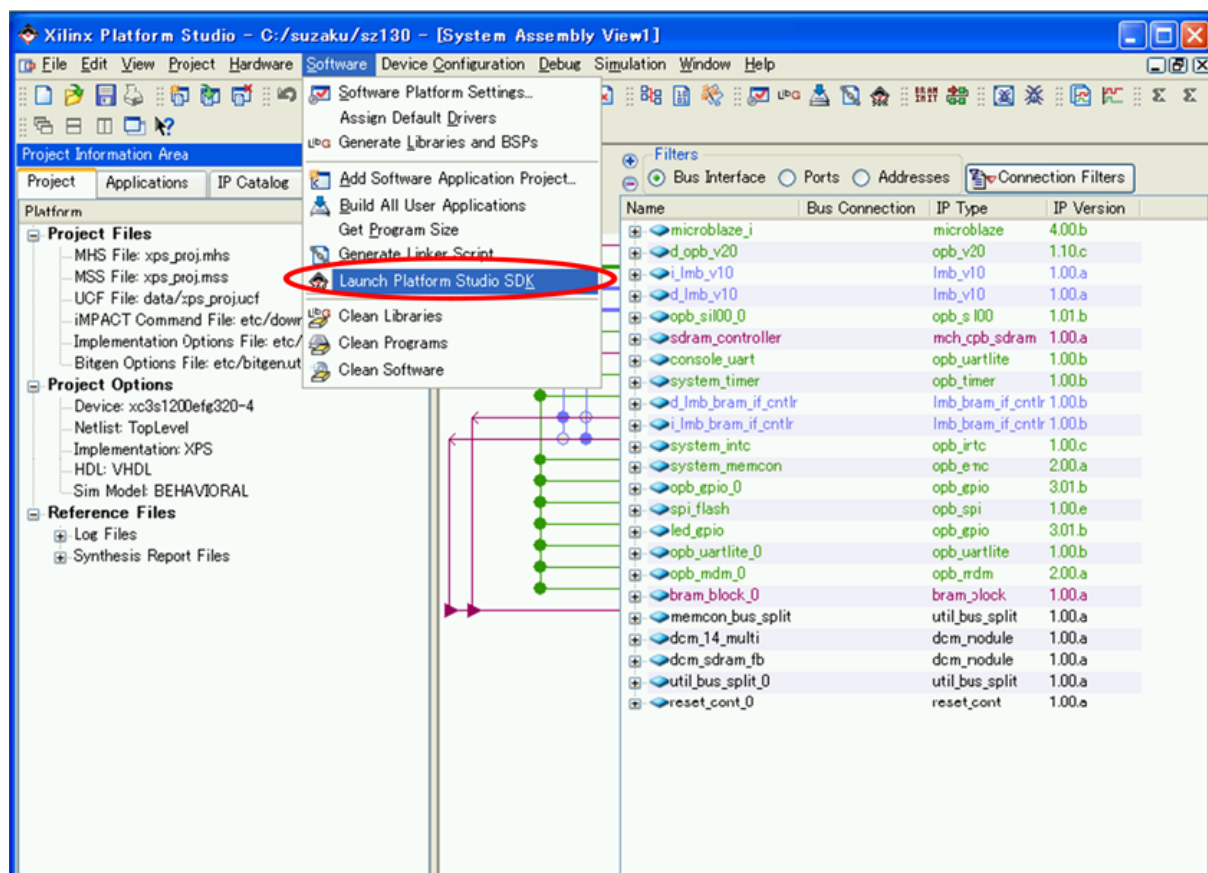 Xilinx Platform Studio - C:/suzaku/sz130 - [System Assembly View1]
File Edit View Project Hardware Software Device Configuration Debug Simulation Window Help
Software Platform Settings...
Assign Default Drivers
Generate Libraries and BSPs
Add Software Application Project...
Build All User Applications
Get Program Size
Generate Linker Script
Launch Platform Studio SDK
Clean Libraries
Clean Programs
Clean Software
Project Information Area
Project Applications IP Catalog
Platform
Project Files
MHS File: xps_proj.mhs
MSS File: xps_proj.mss
UCF File: data/xps_proj.ucf
iMPACT Command File: etc/down
Implementation Options File: etc/
Bitgen Options File: etc/bitgen.ut
Project Options
Device: xc3s1200efg320-4
Netlist: TopLevel
Implementation: XPS
HDL: VHDL
Sim Model: BEHAVIORAL
Reference Files
Log Files
Synthesis Report Files
Filters
Bus Interface Ports Addresses Connection Filters
Name Bus Connection IP Type IP Version
microblaze_i microblaze 4.00.b
d_opb_v20 opb_v20 1.10.c
i_lmb_v10 lmb_v10 1.00.a
d_lmb_v10 lmb_v10 1.00.a
opb_sil00_0 opb_sil00 1.01.b
sdram_controller mch_opb_sdram 1.00.a
console_uart opb_uartlite 1.00.b
system_timer opb_timer 1.00.b
d_lmb_bram_if_cntlr lmb_bram_if_cntlr 1.00.b
i_lmb_bram_if_cntlr lmb_bram_if_cntlr 1.00.b
system_intc opb_intc 1.00.c
system_memcon opb_emc 2.00.a
opb_gpio_0 opb_gpio 3.01.b
spi_flash opb_spi 1.00.e
led_gpio opb_gpio 3.01.b
opb_uartlite_0 opb_uartlite 1.00.b
opb_mdm_0 opb_mdm 2.00.a
bram_block_0 bram_block 1.00.a
memcon_bus_split util_bus_split 1.00.a
dcm_14_multi dcm_module 1.00.a
dcm_sdram_fb dcm_module 1.00.a
util_bus_split_0 util_bus_split 1.00.a
reset_cont_0 reset_cont 1.00.a